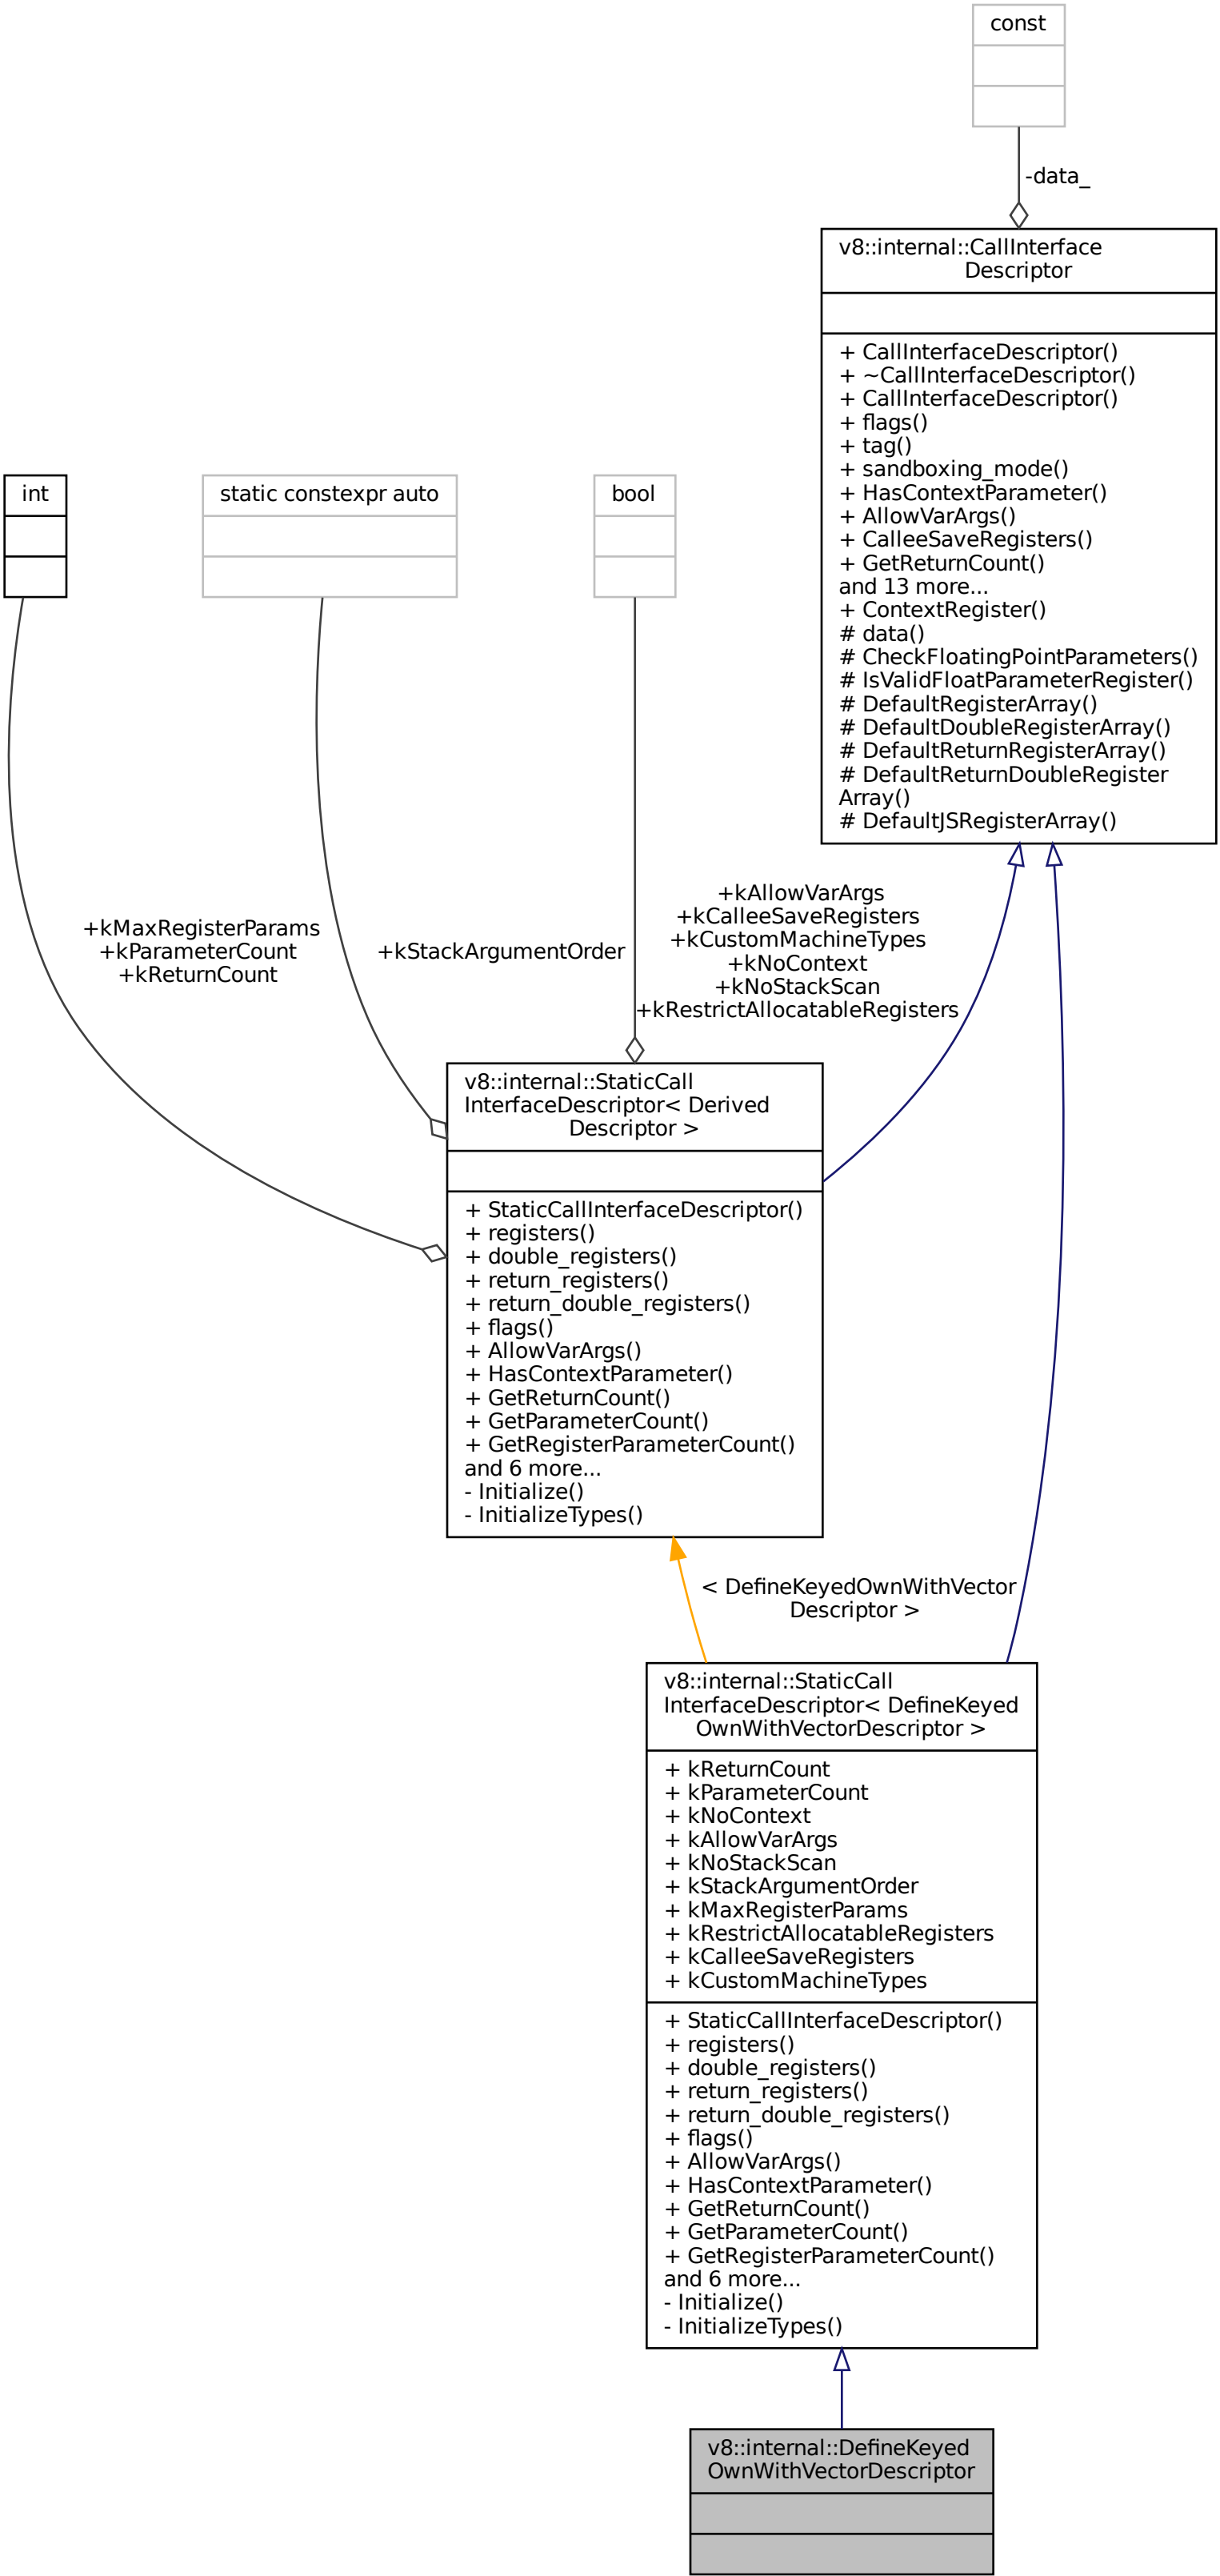 const
-data_
v8::internal::CallInterface
Descriptor
+ CallInterfaceDescriptor()
+ ~CallInterfaceDescriptor()
+ CallInterfaceDescriptor()
+ flags()
+ tag()
+ sandboxing_mode()
+ HasContextParameter()
+ AllowVarArgs()
+ CalleeSaveRegisters()
+ GetReturnCount()
and 13 more...
+ ContextRegister()
# data()
# CheckFloatingPointParameters()
# IsValidFloatParameterRegister()
# DefaultRegisterArray()
# DefaultDoubleRegisterArray()
# DefaultReturnRegisterArray()
# DefaultReturnDoubleRegister
Array()
# DefaultJSRegisterArray()
int
static constexpr auto
bool
+kMaxRegisterParams
+kParameterCount
+kReturnCount
+kStackArgumentOrder
+kAllowVarArgs
+kCalleeSaveRegisters
+kCustomMachineTypes
+kNoContext
+kNoStackScan
+kRestrictAllocatableRegisters
v8::internal::StaticCall
InterfaceDescriptor< Derived
Descriptor >
+ StaticCallInterfaceDescriptor()
+ registers()
+ double_registers()
+ return_registers()
+ return_double_registers()
+ flags()
+ AllowVarArgs()
+ HasContextParameter()
+ GetReturnCount()
+ GetParameterCount()
+ GetRegisterParameterCount()
and 6 more...
- Initialize()
- InitializeTypes()
< DefineKeyedOwnWithVector
Descriptor >
v8::internal::StaticCall
InterfaceDescriptor< DefineKeyed
OwnWithVectorDescriptor >
+ kReturnCount
+ kParameterCount
+ kNoContext
+ kAllowVarArgs
+ kNoStackScan
+ kStackArgumentOrder
+ kMaxRegisterParams
+ kRestrictAllocatableRegisters
+ kCalleeSaveRegisters
+ kCustomMachineTypes
+ StaticCallInterfaceDescriptor()
+ registers()
+ double_registers()
+ return_registers()
+ return_double_registers()
+ flags()
+ AllowVarArgs()
+ HasContextParameter()
+ GetReturnCount()
+ GetParameterCount()
+ GetRegisterParameterCount()
and 6 more...
- Initialize()
- InitializeTypes()
v8::internal::DefineKeyed
OwnWithVectorDescriptor